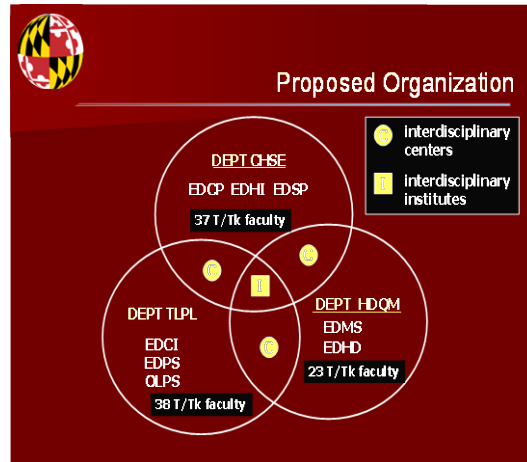 Proposed Organization
C interdisciplinary
centers
I interdisciplinary
institutes
DEPT CHSE
EDCP EDHI EDSP
37 T/Tk faculty
C
C
I
DEPT TLPL
EDCI
EDPS
OLPS
38 T/Tk faculty
C
DEPT HDQM
EDMS
EDHD
23 T/Tk faculty